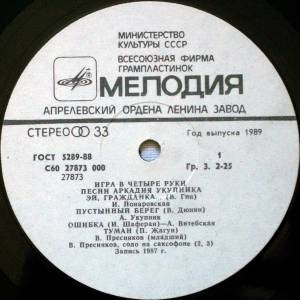 МИНИСТЕРСТВО
КУЛЬТУРЫ СССР
ВСЕСОЮЗНАЯ ФИРМА
ГРАМПЛАСТИНОК
МЕЛОДИЯ
АПРЕЛЕВСКИЙ ОРДЕНА ЛЕНИНА ЗАВОД
СТЕРЕО 33
Год выпуска 1989
ГОСТ 5289-88
1
С60 27873 000
Гр. 3. 2-25
27873
ИГРА В ЧЕТЫРЕ РУКИ
ПЕСНИ АРКАДИЯ УКУПНИКА
ЭЙ, ГРАЖДАНКА... (Я. Гин)
И. Понаровская
ПУСТЫННЫЙ БЕРЕГ (В. Дюнин)
А. Укупник
ОШИБКА (И. Шаферан)—А. Витебская
ТУМАН (П. Жагун)
В. Пресняков (младший)
В. Пресняков, соло на саксофоне (2, 3)
Запись 1987 г.